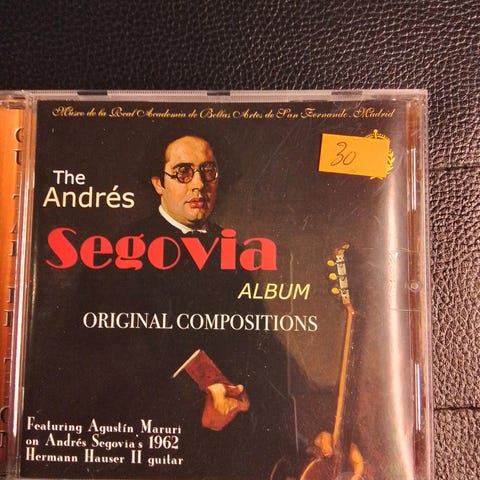 Museo de la Real Academia de Bellas Artes de San Fernando. Madrid
30
The
Andrés
Segovia
ALBUM
ORIGINAL COMPOSITIONS
Featuring Agustín Maruri
on Andrés Segovia's 1962
Hermann Hauser II guitar